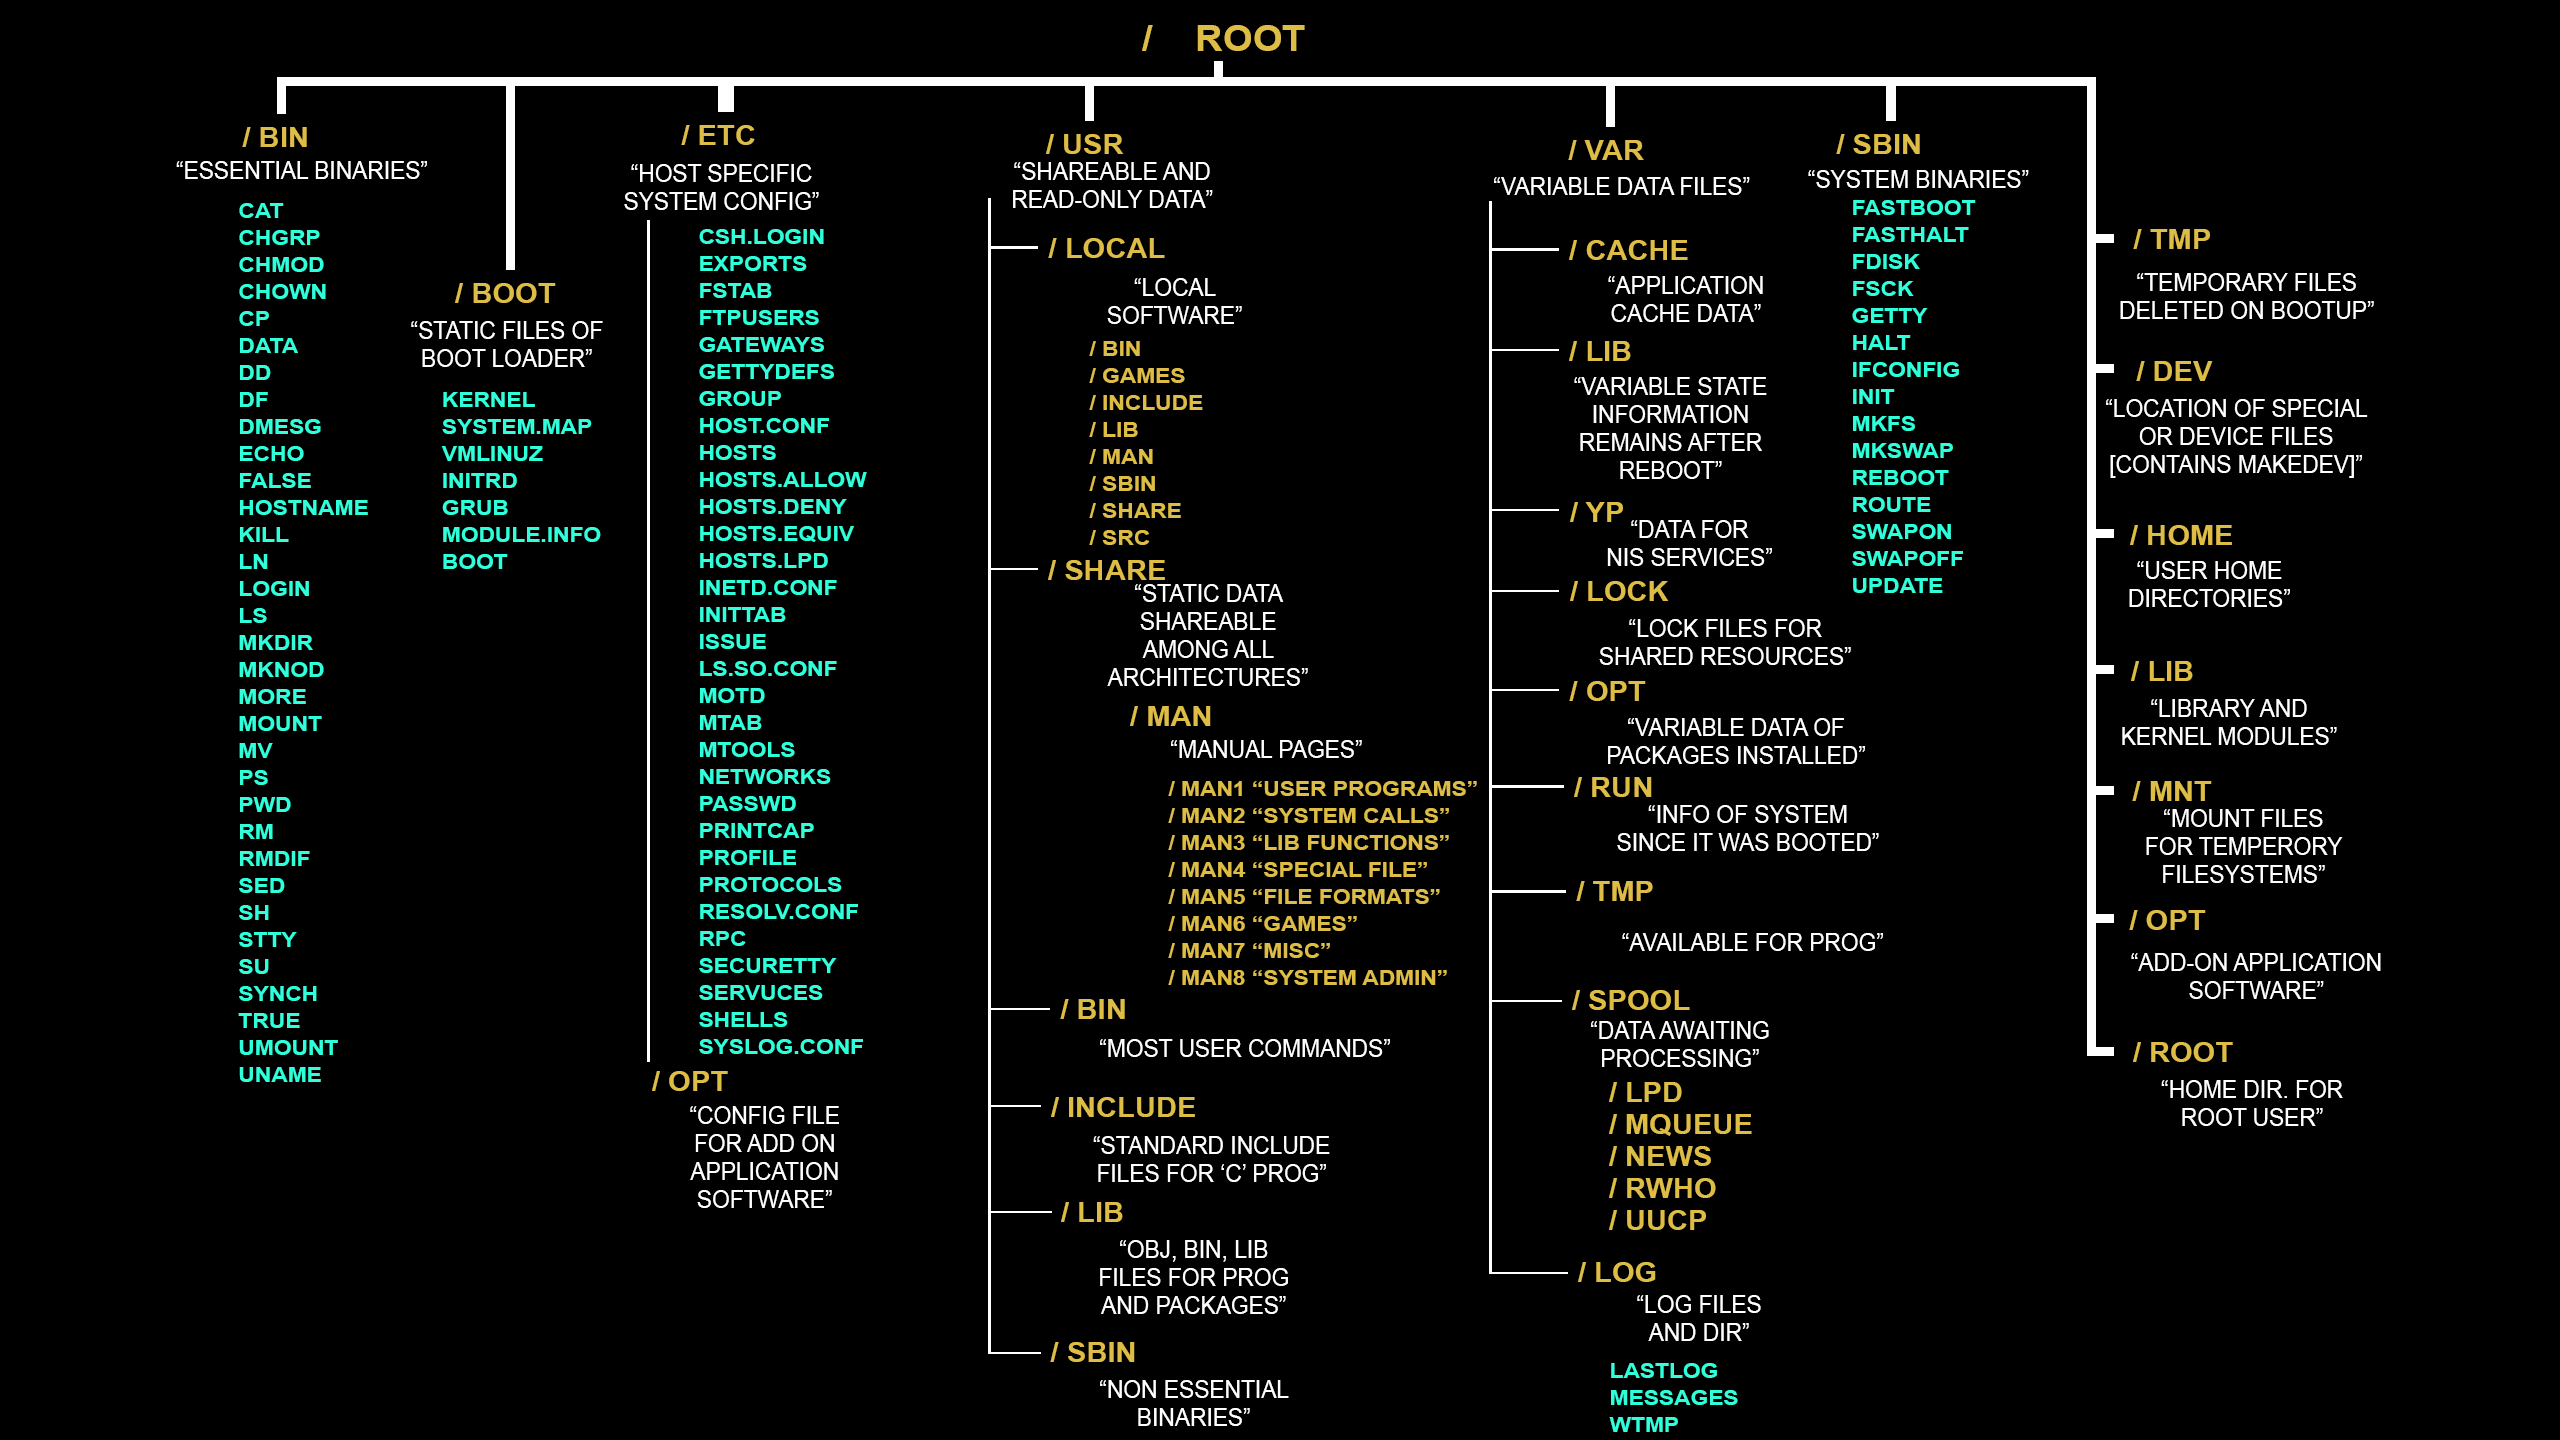 / ROOT
/ BIN
“ESSENTIAL BINARIES”
CAT
CHGRP
CHMOD
CHOWN
CP
DATA
DD
DF
DMESG
ECHO
FALSE
HOSTNAME
KILL
LN
LOGIN
LS
MKDIR
MKNOD
MORE
MOUNT
MV
PS
PWD
RM
RMDIF
SED
SH
STTY
SU
SYNCH
TRUE
UMOUNT
UNAME
/ BOOT
“STATIC FILES OF
BOOT LOADER”
KERNEL
SYSTEM.MAP
VMLINUZ
INITRD
GRUB
MODULE.INFO
BOOT
/ ETC
“HOST SPECIFIC
SYSTEM CONFIG”
CSH.LOGIN
EXPORTS
FSTAB
FTPUSERS
GATEWAYS
GETTYDEFS
GROUP
HOST.CONF
HOSTS
HOSTS.ALLOW
HOSTS.DENY
HOSTS.EQUIV
HOSTS.LPD
INETD.CONF
INITTAB
ISSUE
LS.SO.CONF
MOTD
MTAB
MTOOLS
NETWORKS
PASSWD
PRINTCAP
PROFILE
PROTOCOLS
RESOLV.CONF
RPC
SECURETTY
SERVUCES
SHELLS
SYSLOG.CONF
/ OPT
“CONFIG FILE
FOR ADD ON
APPLICATION
SOFTWARE”
/ USR
“SHAREABLE AND
READ-ONLY DATA”
/ LOCAL
“LOCAL
SOFTWARE”
/ BIN
/ GAMES
/ INCLUDE
/ LIB
/ MAN
/ SBIN
/ SHARE
/ SRC
/ SHARE
“STATIC DATA
SHAREABLE
AMONG ALL
ARCHITECTURES”
/ MAN
“MANUAL PAGES”
/ MAN1 “USER PROGRAMS”
/ MAN2 “SYSTEM CALLS”
/ MAN3 “LIB FUNCTIONS”
/ MAN4 “SPECIAL FILE”
/ MAN5 “FILE FORMATS”
/ MAN6 “GAMES”
/ MAN7 “MISC”
/ MAN8 “SYSTEM ADMIN”
/ BIN
“MOST USER COMMANDS”
/ INCLUDE
“STANDARD INCLUDE
FILES FOR ‘C’ PROG”
/ LIB
“OBJ, BIN, LIB
FILES FOR PROG
AND PACKAGES”
/ SBIN
“NON ESSENTIAL
BINARIES”
/ VAR
“VARIABLE DATA FILES”
/ CACHE
“APPLICATION
CACHE DATA”
/ LIB
“VARIABLE STATE
INFORMATION
REMAINS AFTER
REBOOT”
/ YP
“DATA FOR
NIS SERVICES”
/ LOCK
“LOCK FILES FOR
SHARED RESOURCES”
/ OPT
“VARIABLE DATA OF
PACKAGES INSTALLED”
/ RUN
“INFO OF SYSTEM
SINCE IT WAS BOOTED”
/ TMP
“AVAILABLE FOR PROG”
/ SPOOL
“DATA AWAITING
PROCESSING”
/ LPD
/ MQUEUE
/ NEWS
/ RWHO
/ UUCP
/ LOG
“LOG FILES
AND DIR”
LASTLOG
MESSAGES
WTMP
/ SBIN
“SYSTEM BINARIES”
FASTBOOT
FASTHALT
FDISK
FSCK
GETTY
HALT
IFCONFIG
INIT
MKFS
MKSWAP
REBOOT
ROUTE
SWAPON
SWAPOFF
UPDATE
/ TMP
“TEMPORARY FILES
DELETED ON BOOTUP”
/ DEV
“LOCATION OF SPECIAL
OR DEVICE FILES
[CONTAINS MAKEDEV]”
/ HOME
“USER HOME
DIRECTORIES”
/ LIB
“LIBRARY AND
KERNEL MODULES”
/ MNT
“MOUNT FILES
FOR TEMPERORY
FILESYSTEMS”
/ OPT
“ADD-ON APPLICATION
SOFTWARE”
/ ROOT
“HOME DIR. FOR
ROOT USER”